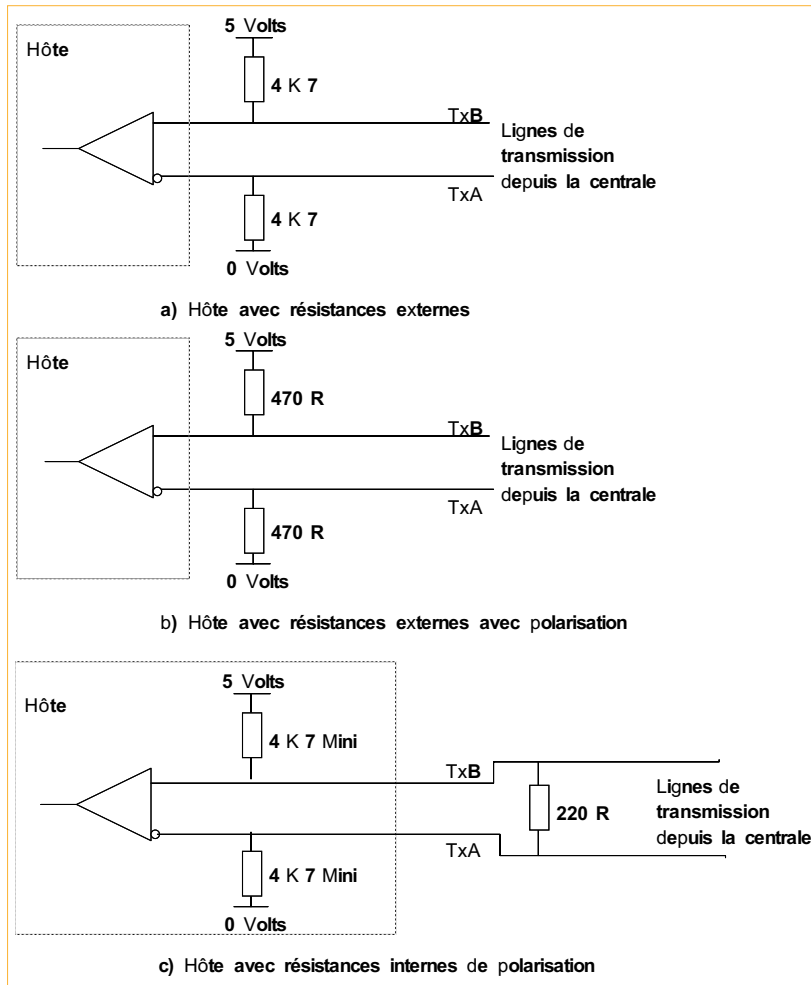 5 Volts
Hôte
4 K 7
TxB
Lignes de
transmission
depuis la centrale
TxA
4 K 7
0 Volts
a) Hôte avec résistances externes
5 Volts
Hôte
470 R
TxB
Lignes de
transmission
depuis la centrale
TxA
470 R
0 Volts
b) Hôte avec résistances externes avec polarisation
5 Volts
Hôte
4 K 7 Mini
TxB
Lignes de
transmission
depuis la centrale
220 R
TxA
4 K 7 Mini
0 Volts
c) Hôte avec résistances internes de polarisation